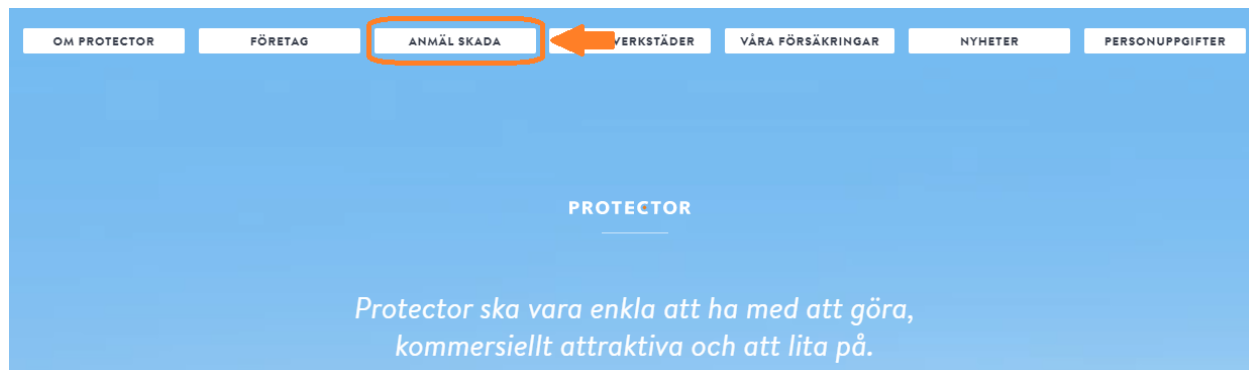 OM PROTECTOR
FÖRETAG
ANMÄL SKADA
VERKSTÄDER
VÅRA FÖRSÄKRINGAR
NYHETER
PERSONUPPGIFTER
PROTECTOR
Protector ska vara enkla att ha med att göra,
kommersiellt attraktiva och att lita på.